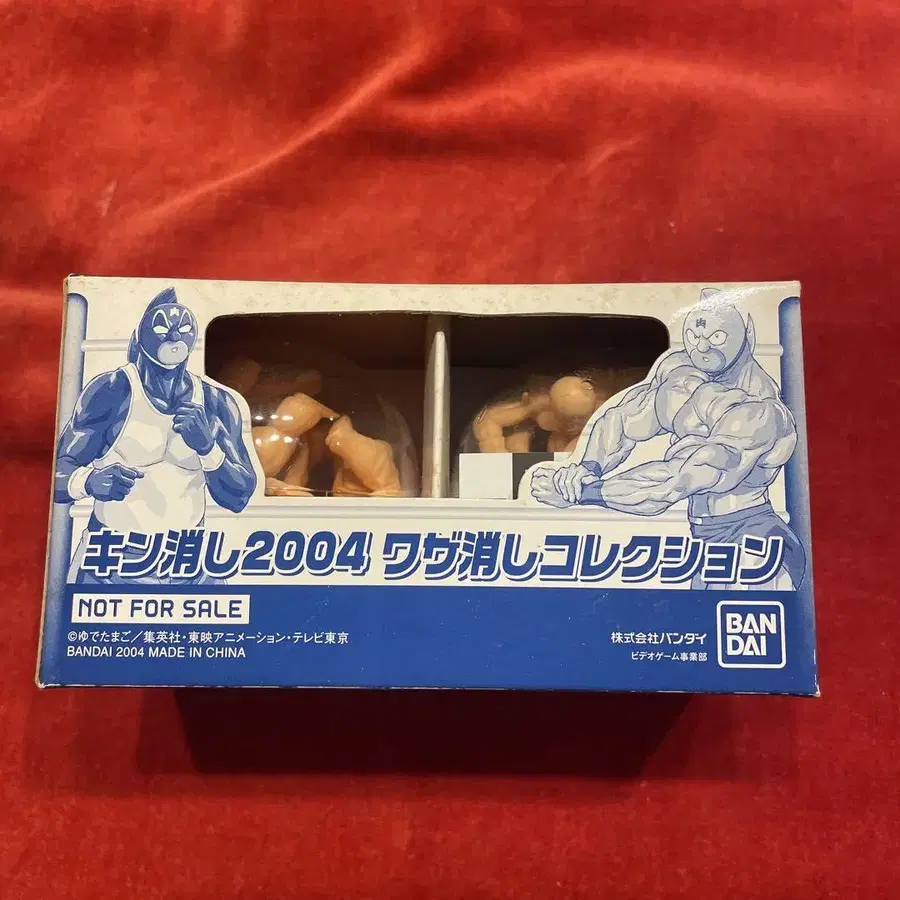 肉
肉
キン消し2004 ワザ消しコレクション
NOT FOR SALE
©ゆでたまご/集英社・東映アニメーション・テレビ東京
BANDAI 2004 MADE IN CHINA
株式会社バンダイ
ビデオゲーム事業部
BAN
DAI